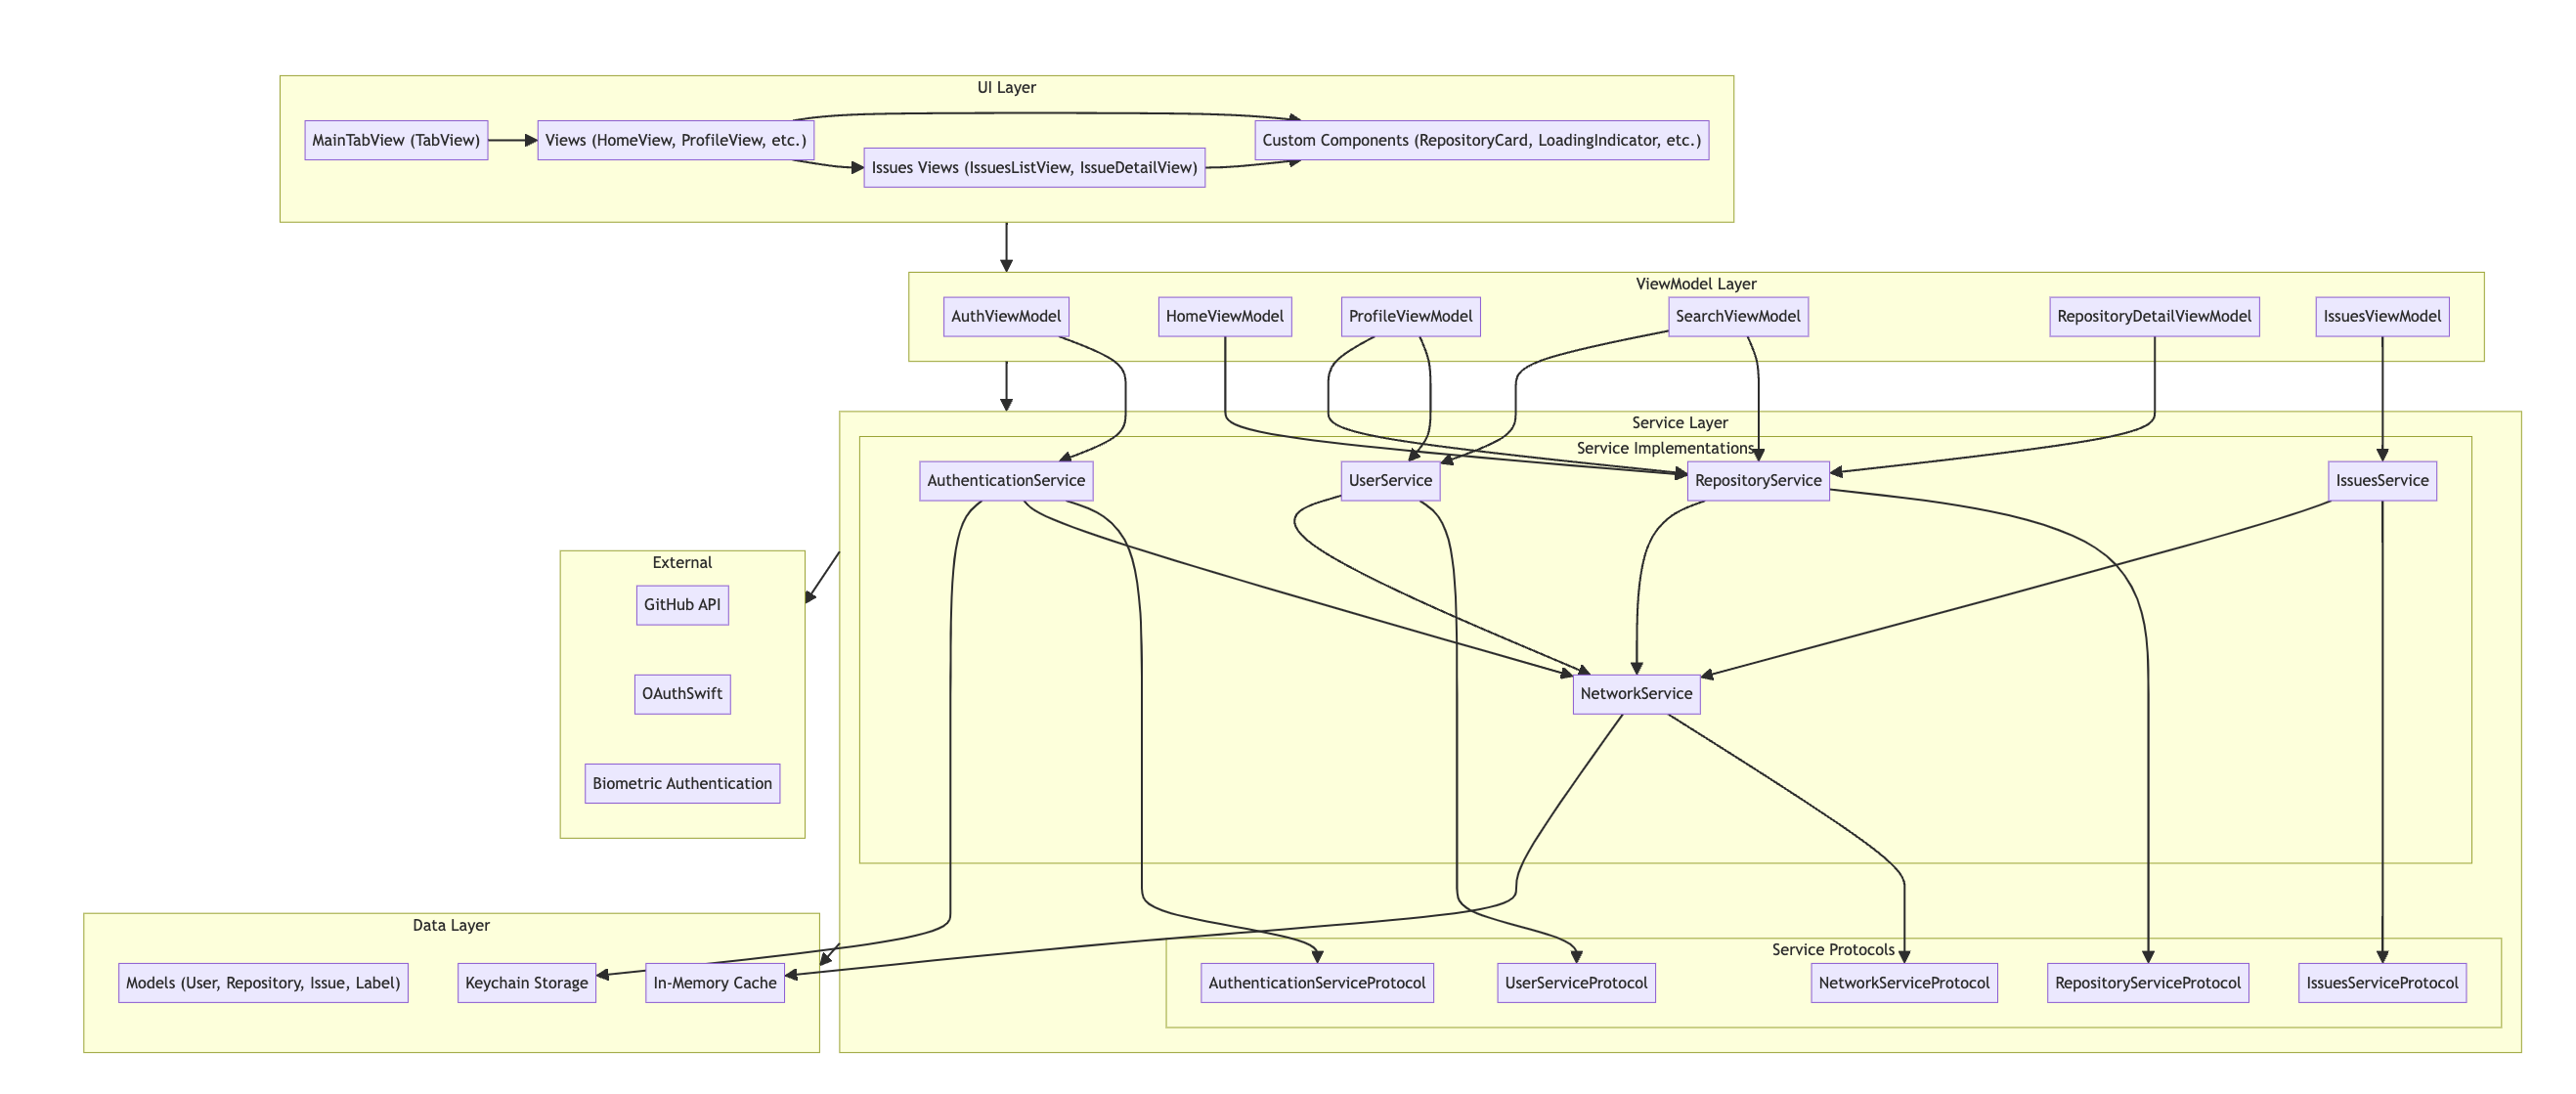 UI Layer
MainTabView (TabView)
Views (HomeView, ProfileView, etc.)
Custom Components (RepositoryCard, LoadingIndicator, etc.)
Issues Views (IssuesListView, IssueDetailView)
ViewModel Layer
AuthViewModel
HomeViewModel
ProfileViewModel
SearchViewModel
RepositoryDetailViewModel
IssuesViewModel
Service Layer
Service Implementations
AuthenticationService
UserService
RepositoryService
IssuesService
NetworkService
External
GitHub API
OAuthSwift
Biometric Authentication
Data Layer
Models (User, Repository, Issue, Label)
Keychain Storage
In-Memory Cache
Service Protocols
AuthenticationServiceProtocol
UserServiceProtocol
NetworkServiceProtocol
RepositoryServiceProtocol
IssuesServiceProtocol